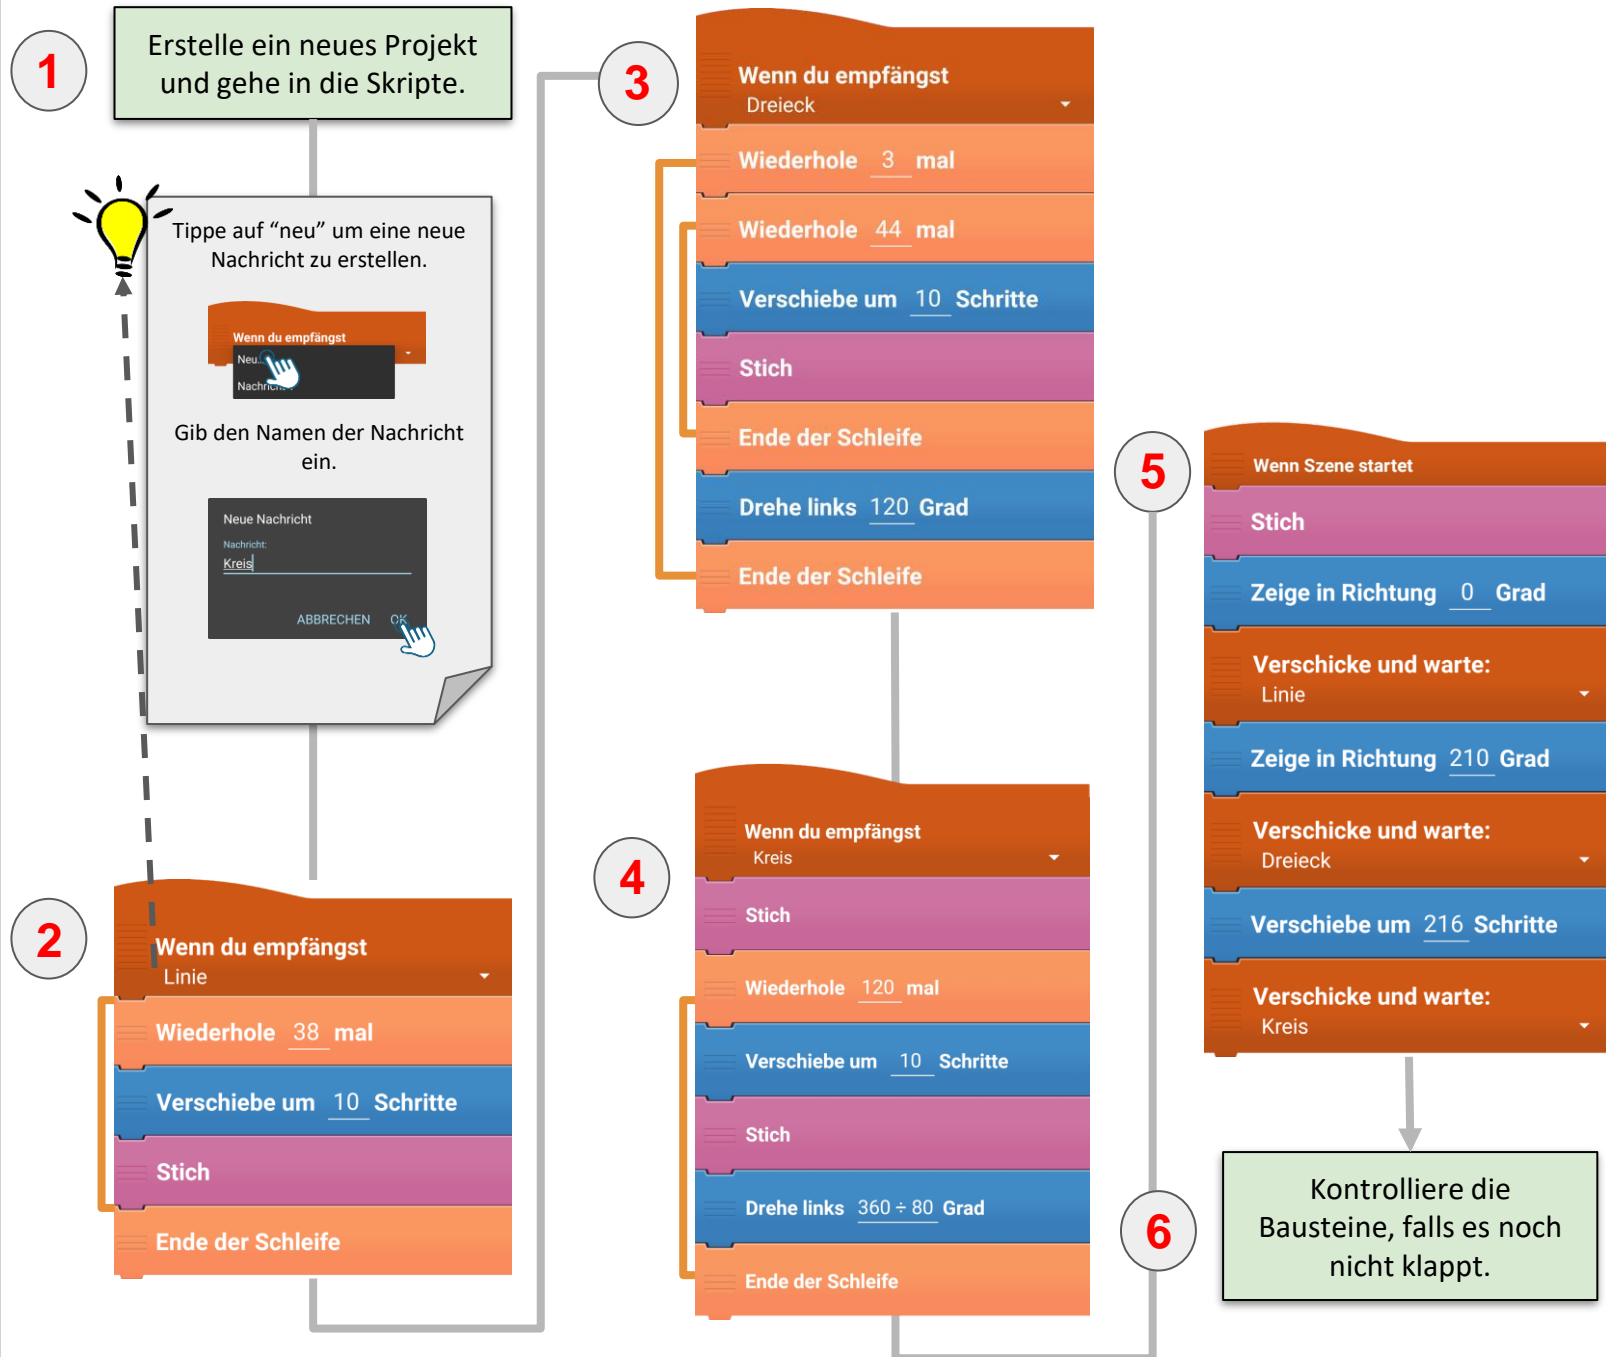 1
Erstelle ein neues Projekt
und gehe in die Skripte.
Tippe auf “neu” um eine neue
Nachricht zu erstellen.
Wenn du empfängst
Neu...
Gib den Namen der Nachricht
ein.
Neue Nachricht
Nachricht:
Kreis
ABBRECHEN OK
2
Wenn du empfängst
Linie
Wiederhole 38 mal
Verschiebe um 10 Schritte
Stich
Ende der Schleife
3
Wenn du empfängst
Dreieck
Wiederhole 3 mal
Wiederhole 44 mal
Verschiebe um 10 Schritte
Stich
Ende der Schleife
Drehe links 120 Grad
Ende der Schleife
4
Wenn du empfängst
Kreis
Stich
Wiederhole 120 mal
Verschiebe um 10 Schritte
Stich
Drehe links 360 ÷ 80 Grad
Ende der Schleife
5
Wenn Szene startet
Stich
Zeige in Richtung 0 Grad
Verschicke und warte:
Linie
Zeige in Richtung 210 Grad
Verschicke und warte:
Dreieck
Verschiebe um 216 Schritte
Verschicke und warte:
Kreis
6
Kontrolliere die
Bausteine, falls es noch
nicht klappt.